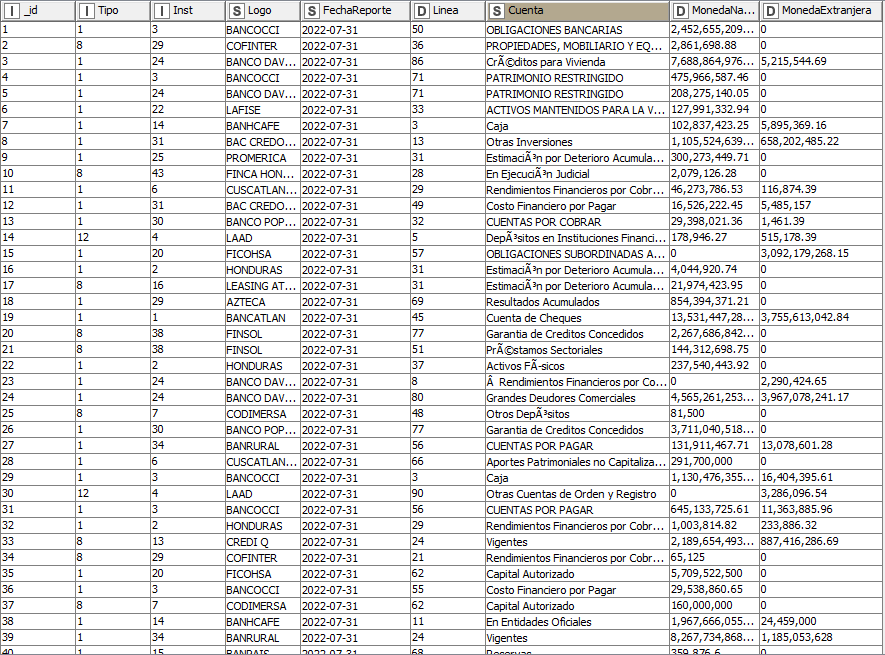 I _id I Tipo I Inst S Logo S FechaReporte D Linea S Cuenta D MonedaNa... D MonedaExtranjera
1 1 3 BANCOCCI 2022-07-31 50 OBLIGACIONES BANCARIAS 2,452,655,209... 0
2 8 29 COFINTER 2022-07-31 36 PROPIEDADES, MOBILIARIO Y EQ... 2,861,698.88 0
3 1 24 BANCO DAV... 2022-07-31 86 CrÃ©ditos para Vivienda 7,688,864,976... 5,215,544.69
4 1 3 BANCOCCI 2022-07-31 71 PATRIMONIO RESTRINGIDO 475,966,587.46 0
5 1 24 BANCO DAV... 2022-07-31 71 PATRIMONIO RESTRINGIDO 208,275,140.05 0
6 1 22 LAFISE 2022-07-31 33 ACTIVOS MANTENIDOS PARA LA V... 127,991,332.94 0
7 1 14 BANHCAFE 2022-07-31 3 Caja 102,837,423.25 5,895,369.16
8 1 31 BAC CREDO... 2022-07-31 13 Otras Inversiones 1,105,524,639... 658,202,485.22
9 1 25 PROMERICA 2022-07-31 31 EstimaciÃ³n por Deterioro Acumula... 300,273,449.71 0
10 8 43 FINCA HON... 2022-07-31 28 En EjecuciÃ³n Judicial 2,079,126.28 0
11 1 6 CUSCATLAN... 2022-07-31 29 Rendimientos Financieros por Cobr... 46,273,786.53 116,874.39
12 1 31 BAC CREDO... 2022-07-31 49 Costo Financiero por Pagar 16,526,222.45 5,485,157
13 1 30 BANCO POP... 2022-07-31 32 CUENTAS POR COBRAR 29,398,021.36 1,461.39
14 12 4 LAAD 2022-07-31 5 DepÃ³sitos en Instituciones Financi... 178,946.27 515,178.39
15 1 20 FICOHSA 2022-07-31 57 OBLIGACIONES SUBORDINADAS A... 0 3,092,179,268.15
16 1 2 HONDURAS 2022-07-31 31 EstimaciÃ³n por Deterioro Acumula... 4,044,920.74 0
17 8 16 LEASING AT... 2022-07-31 31 EstimaciÃ³n por Deterioro Acumula... 21,974,423.95 0
18 1 29 AZTECA 2022-07-31 69 Resultados Acumulados 854,394,371.21 0
19 1 1 BANCATLAN 2022-07-31 45 Cuenta de Cheques 13,531,447,28... 3,755,613,042.84
20 8 38 FINSOL 2022-07-31 77 Garantia de Creditos Concedidos 2,267,686,842... 0
21 8 38 FINSOL 2022-07-31 51 PrÃ©stamos Sectoriales 144,312,698.75 0
22 1 2 HONDURAS 2022-07-31 37 Activos FÃ-sicos 237,540,443.92 0
23 1 24 BANCO DAV... 2022-07-31 8 Â Rendimientos Financieros por Co... 0 2,290,424.65
24 1 24 BANCO DAV... 2022-07-31 80 Grandes Deudores Comerciales 4,565,261,253... 3,967,078,241.17
25 8 7 CODIMERSA 2022-07-31 48 Otros DepÃ³sitos 81,500 0
26 1 30 BANCO POP... 2022-07-31 77 Garantia de Creditos Concedidos 3,711,040,518... 0
27 1 34 BANRURAL 2022-07-31 56 CUENTAS POR PAGAR 131,911,467.71 13,078,601.28
28 1 6 CUSCATLAN... 2022-07-31 66 Aportes Patrimoniales no Capitaliza... 291,700,000 0
29 1 3 BANCOCCI 2022-07-31 3 Caja 1,130,476,355... 16,404,395.61
30 12 4 LAAD 2022-07-31 90 Otras Cuentas de Orden y Registro 0 3,286,096.54
31 1 3 BANCOCCI 2022-07-31 56 CUENTAS POR PAGAR 645,133,725.61 11,363,885.96
32 1 2 HONDURAS 2022-07-31 29 Rendimientos Financieros por Cobr... 1,003,814.82 233,886.32
33 8 13 CREDI Q 2022-07-31 24 Vigentes 2,189,654,493... 887,416,286.69
34 8 29 COFINTER 2022-07-31 21 Rendimientos Financieros por Cobr... 65,125 0
35 1 20 FICOHSA 2022-07-31 62 Capital Autorizado 5,709,522,500 0
36 1 3 BANCOCCI 2022-07-31 55 Costo Financiero por Pagar 29,538,860.65 0
37 8 7 CODIMERSA 2022-07-31 62 Capital Autorizado 160,000,000 0
38 1 14 BANHCAFE 2022-07-31 11 En Entidades Oficiales 1,967,666,055... 24,459,000
39 1 34 BANRURAL 2022-07-31 24 Vigentes 8,267,734,868... 1,185,053,628
40 1 15 BANPAIS 2022-07-31 68 Reservas 359,876.6 0